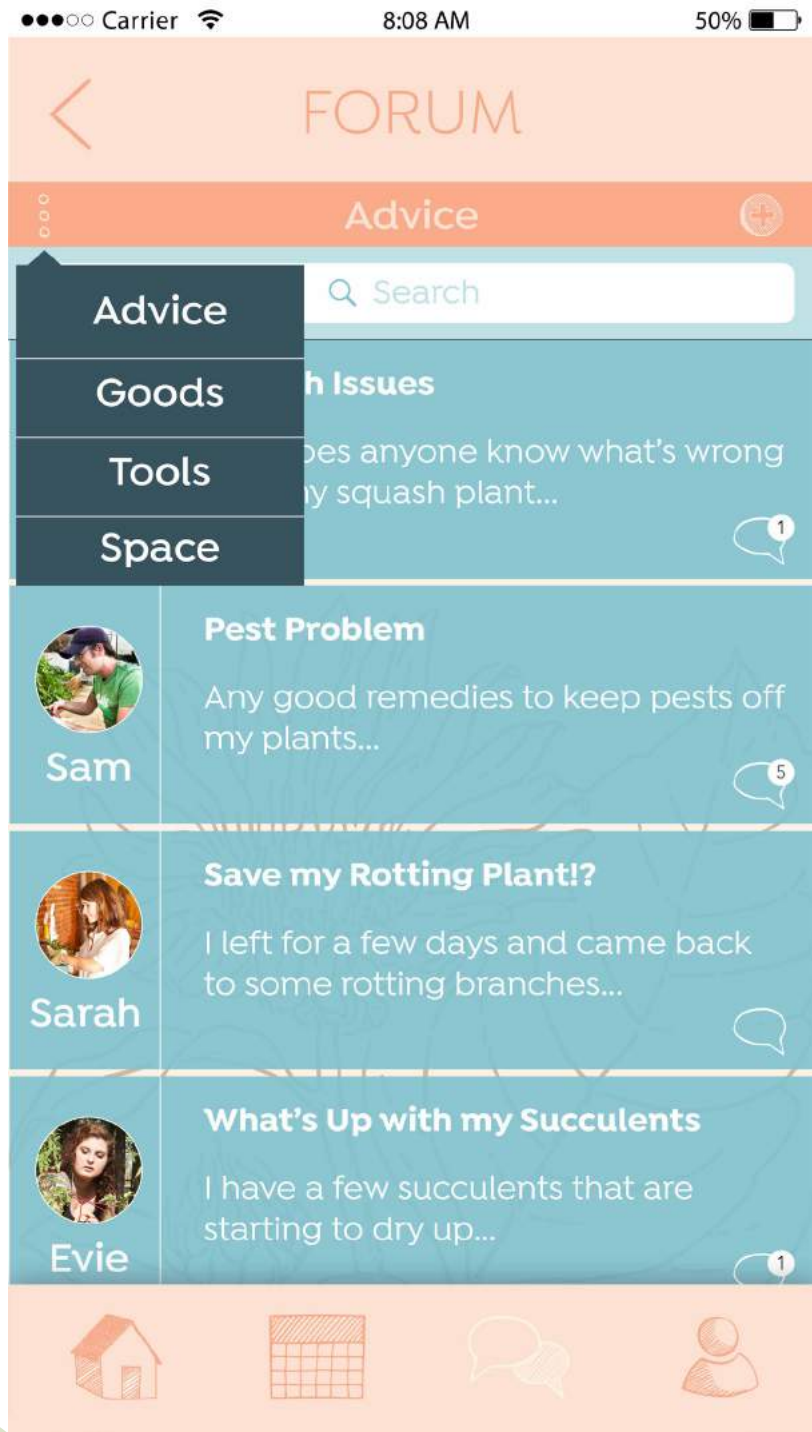 Carrier 8:08 AM 50%
FORUM
Advice
Search
Advice
Goods
Tools
Space
h Issues
oes anyone know what's wrong
y squash plant...
1
Pest Problem
Any good remedies to keep pests off
my plants...
5
Sam
Save my Rotting Plant!?
I left for a few days and came back
to some rotting branches...
Sarah
What's Up with my Succulents
I have a few succulents that are
starting to dry up...
1
Evie